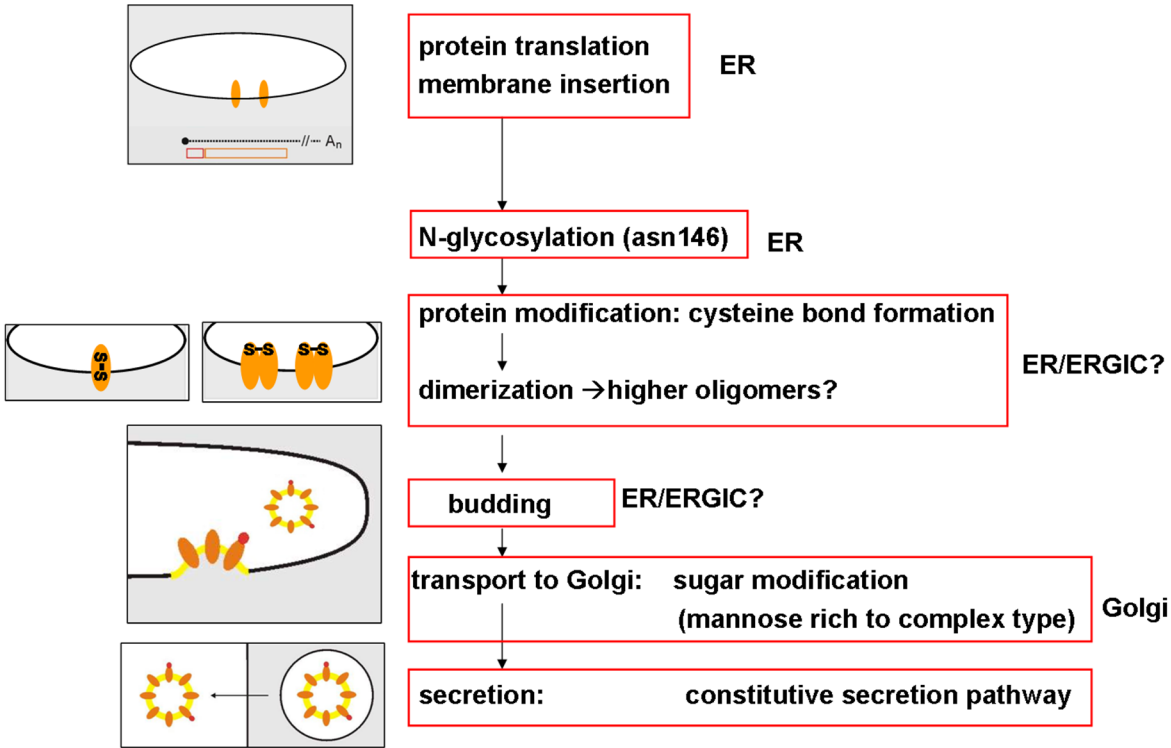 protein translation
membrane insertion
ER
// A n
N-glycosylation (asn146)
ER
protein modification: cysteine bond formation
S-S
S-S S-S
dimerization →higher oligomers?
ER/ERGIC?
budding
ER/ERGIC?
transport to Golgi: sugar modification
(mannose rich to complex type)
Golgi
secretion: constitutive secretion pathway